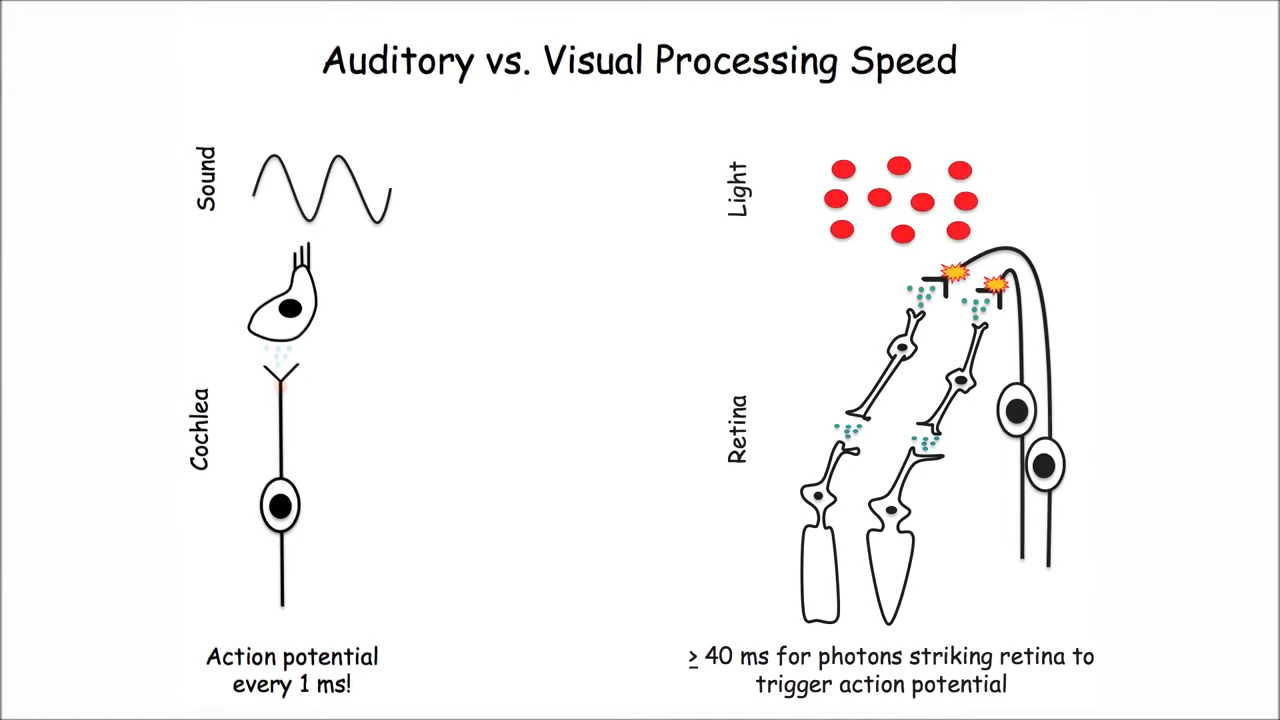 Auditory vs. Visual Processing Speed
Sound
Cochlea
Action potential
every 1 ms!
Light
Retina
≥ 40 ms for photons striking retina to
trigger action potential